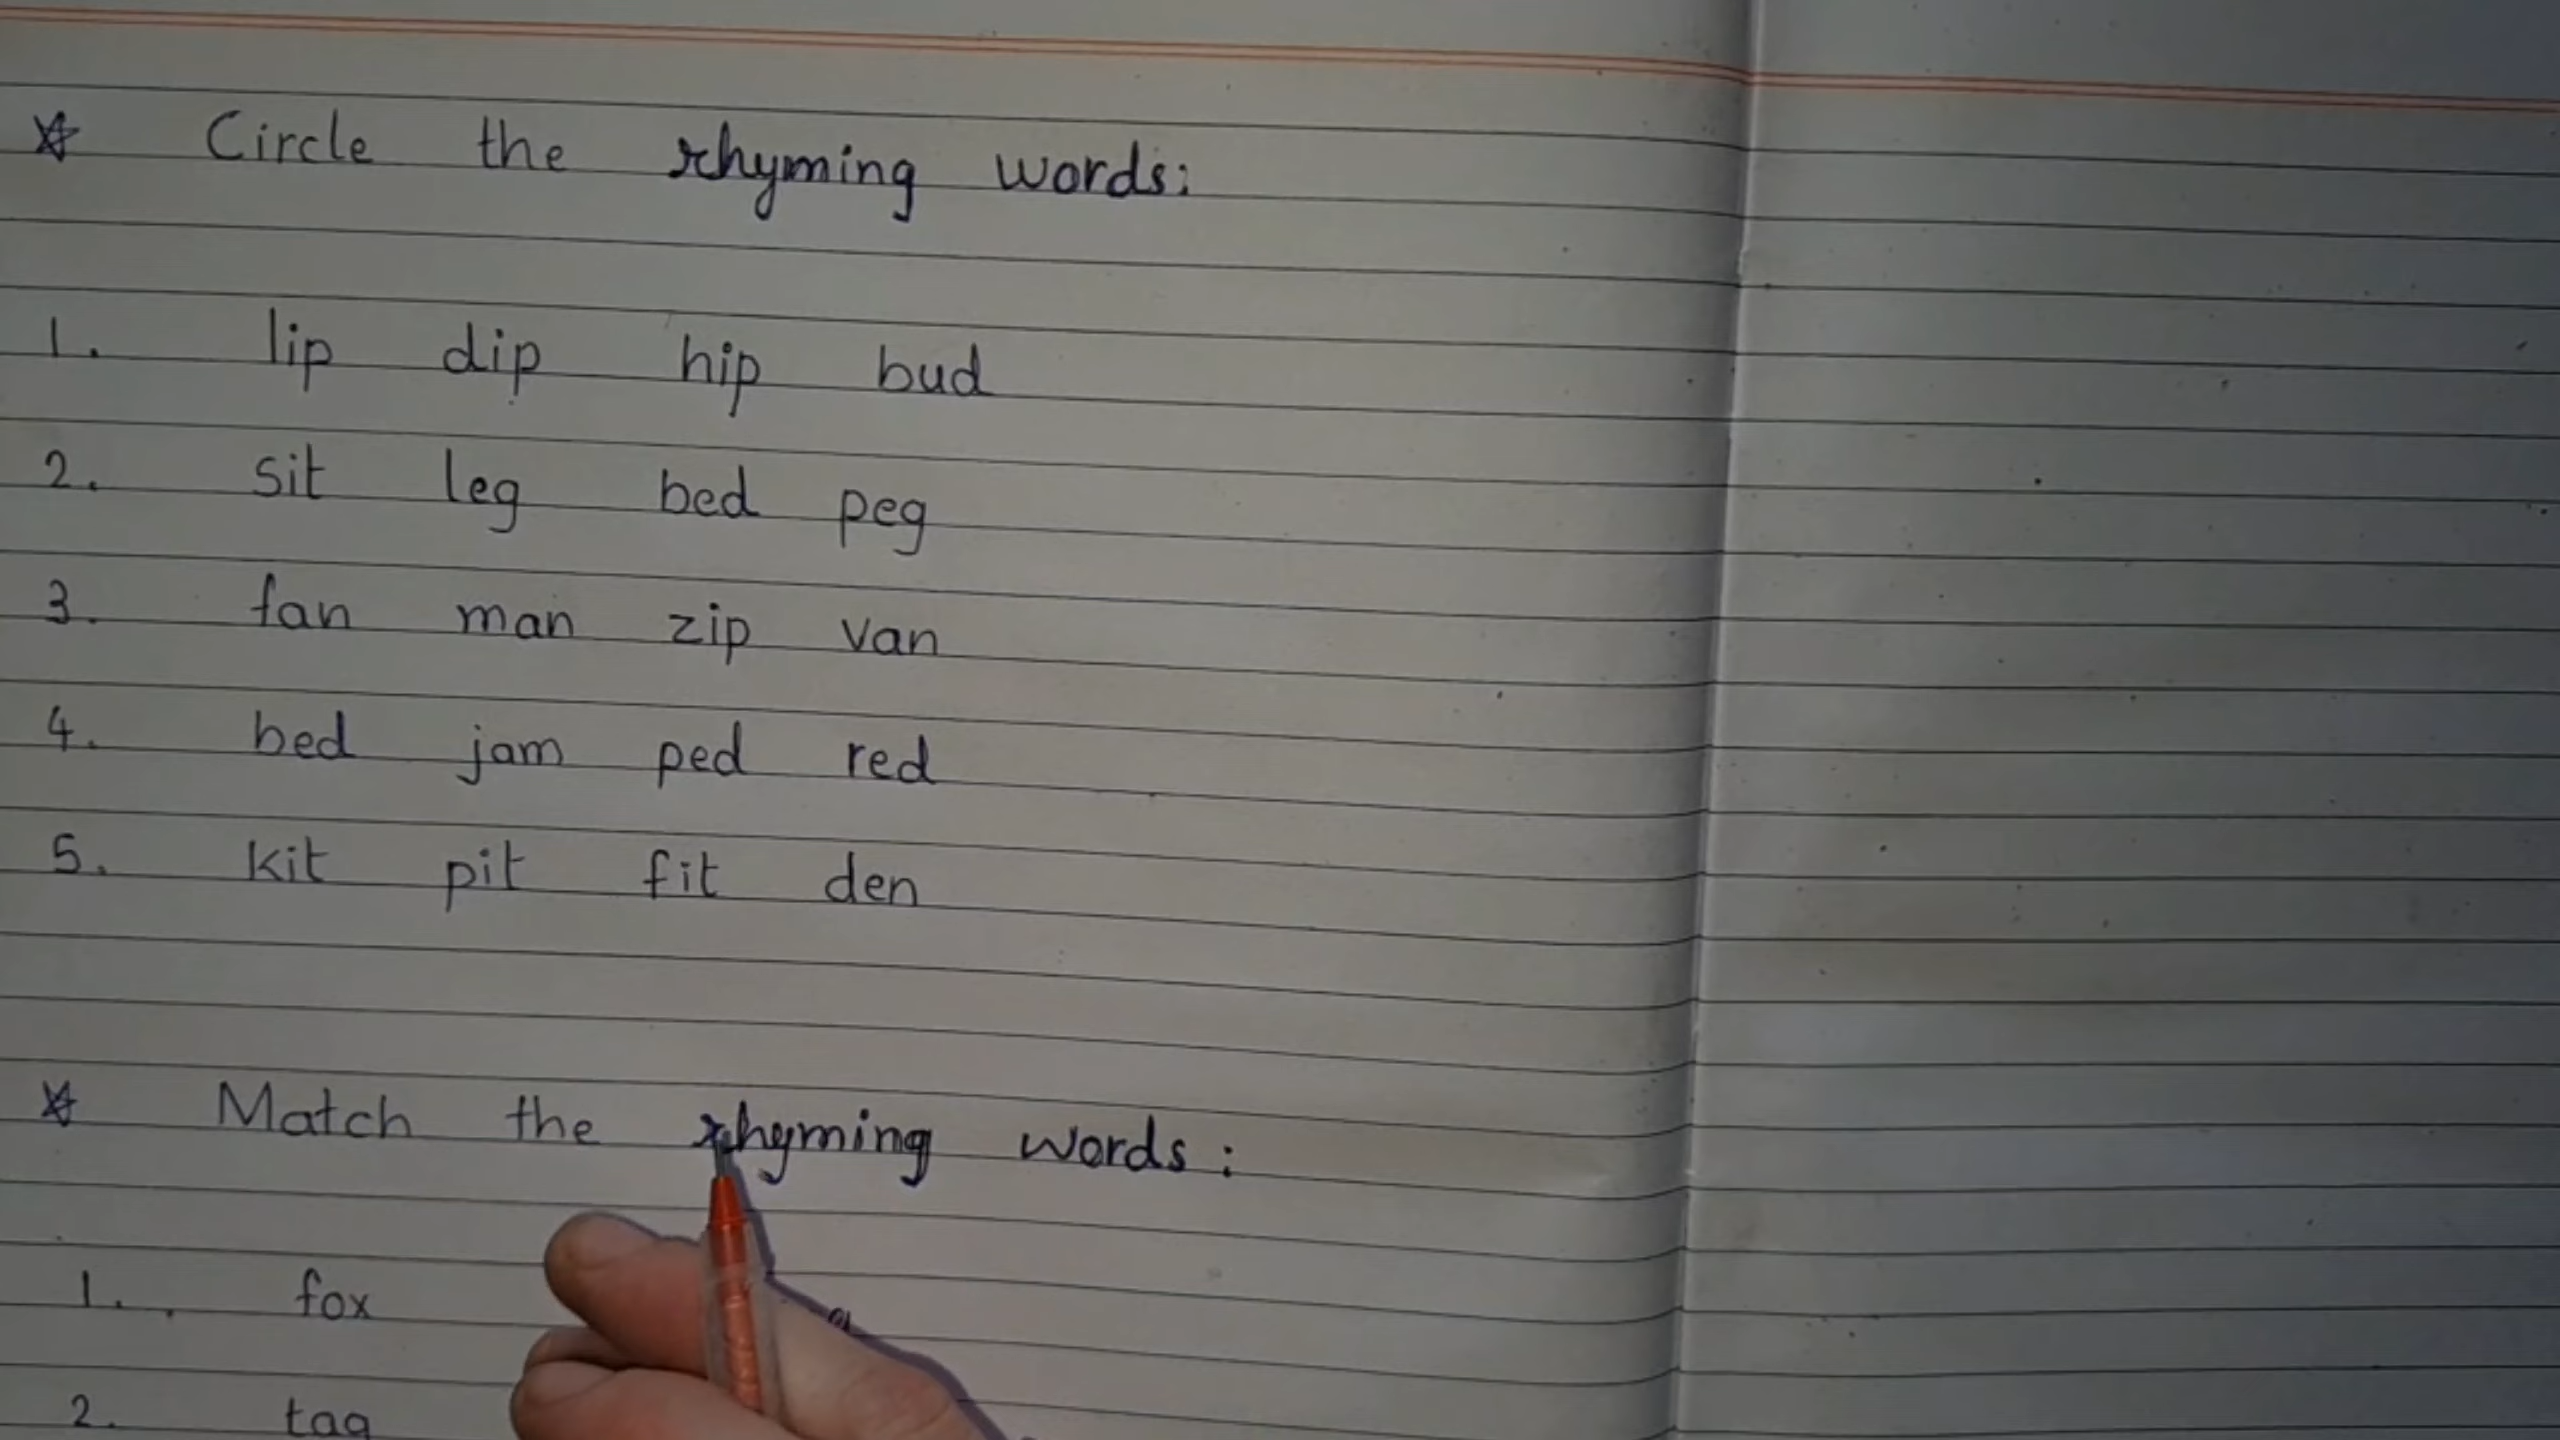 ☆ Circle the rhyming words:
1. lip dip hip bud
2. sit leg bed peg
3. fan man zip van
4. bed jam ped red
5. kit pit fit den
☆ Match the rhyming words:
1. fox
2. tag